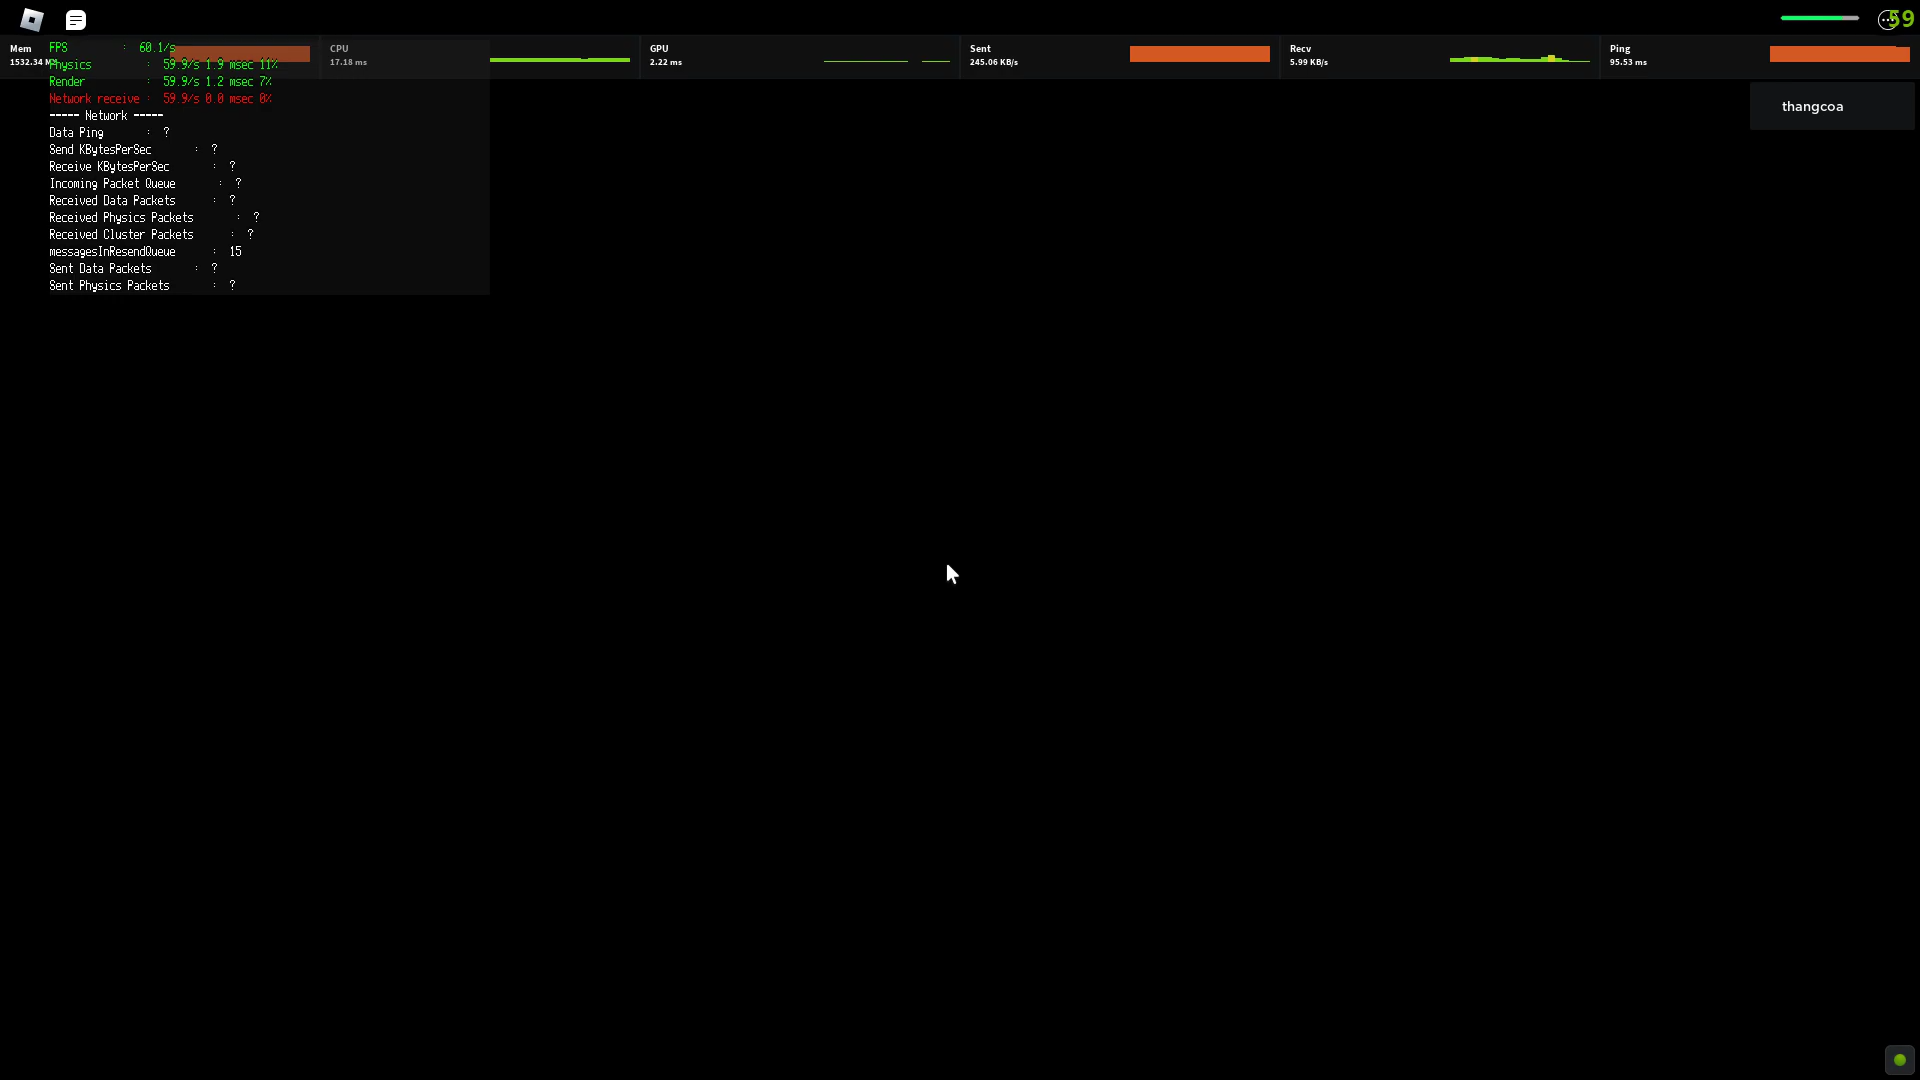 59
Mem
1532.34 M
CPU
17.18 ms
GPU
2.22 ms
Sent
245.06 KB/s
Recv
5.99 KB/s
Ping
95.53 ms
FPS : 60.1/s
Physics : 59.9/s 1.9 msec 11%
Render : 59.9/s 1.2 msec 7%
Network receive : 59.9/s 0.0 msec 0%
----- Network -----
Data Ping : ?
Send KBytesPerSec : ?
Receive KBytesPerSec : ?
Incoming Packet Queue : ?
Received Data Packets : ?
Received Physics Packets : ?
Received Cluster Packets : ?
messagesInResendQueue : 15
Sent Data Packets : ?
Sent Physics Packets : ?
thangcoa